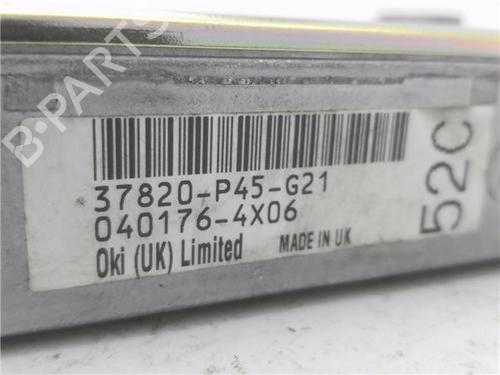 B-PARTS
37820-P45-G21
040176-4X06
Oki (UK) Limited MADE IN UK
52C